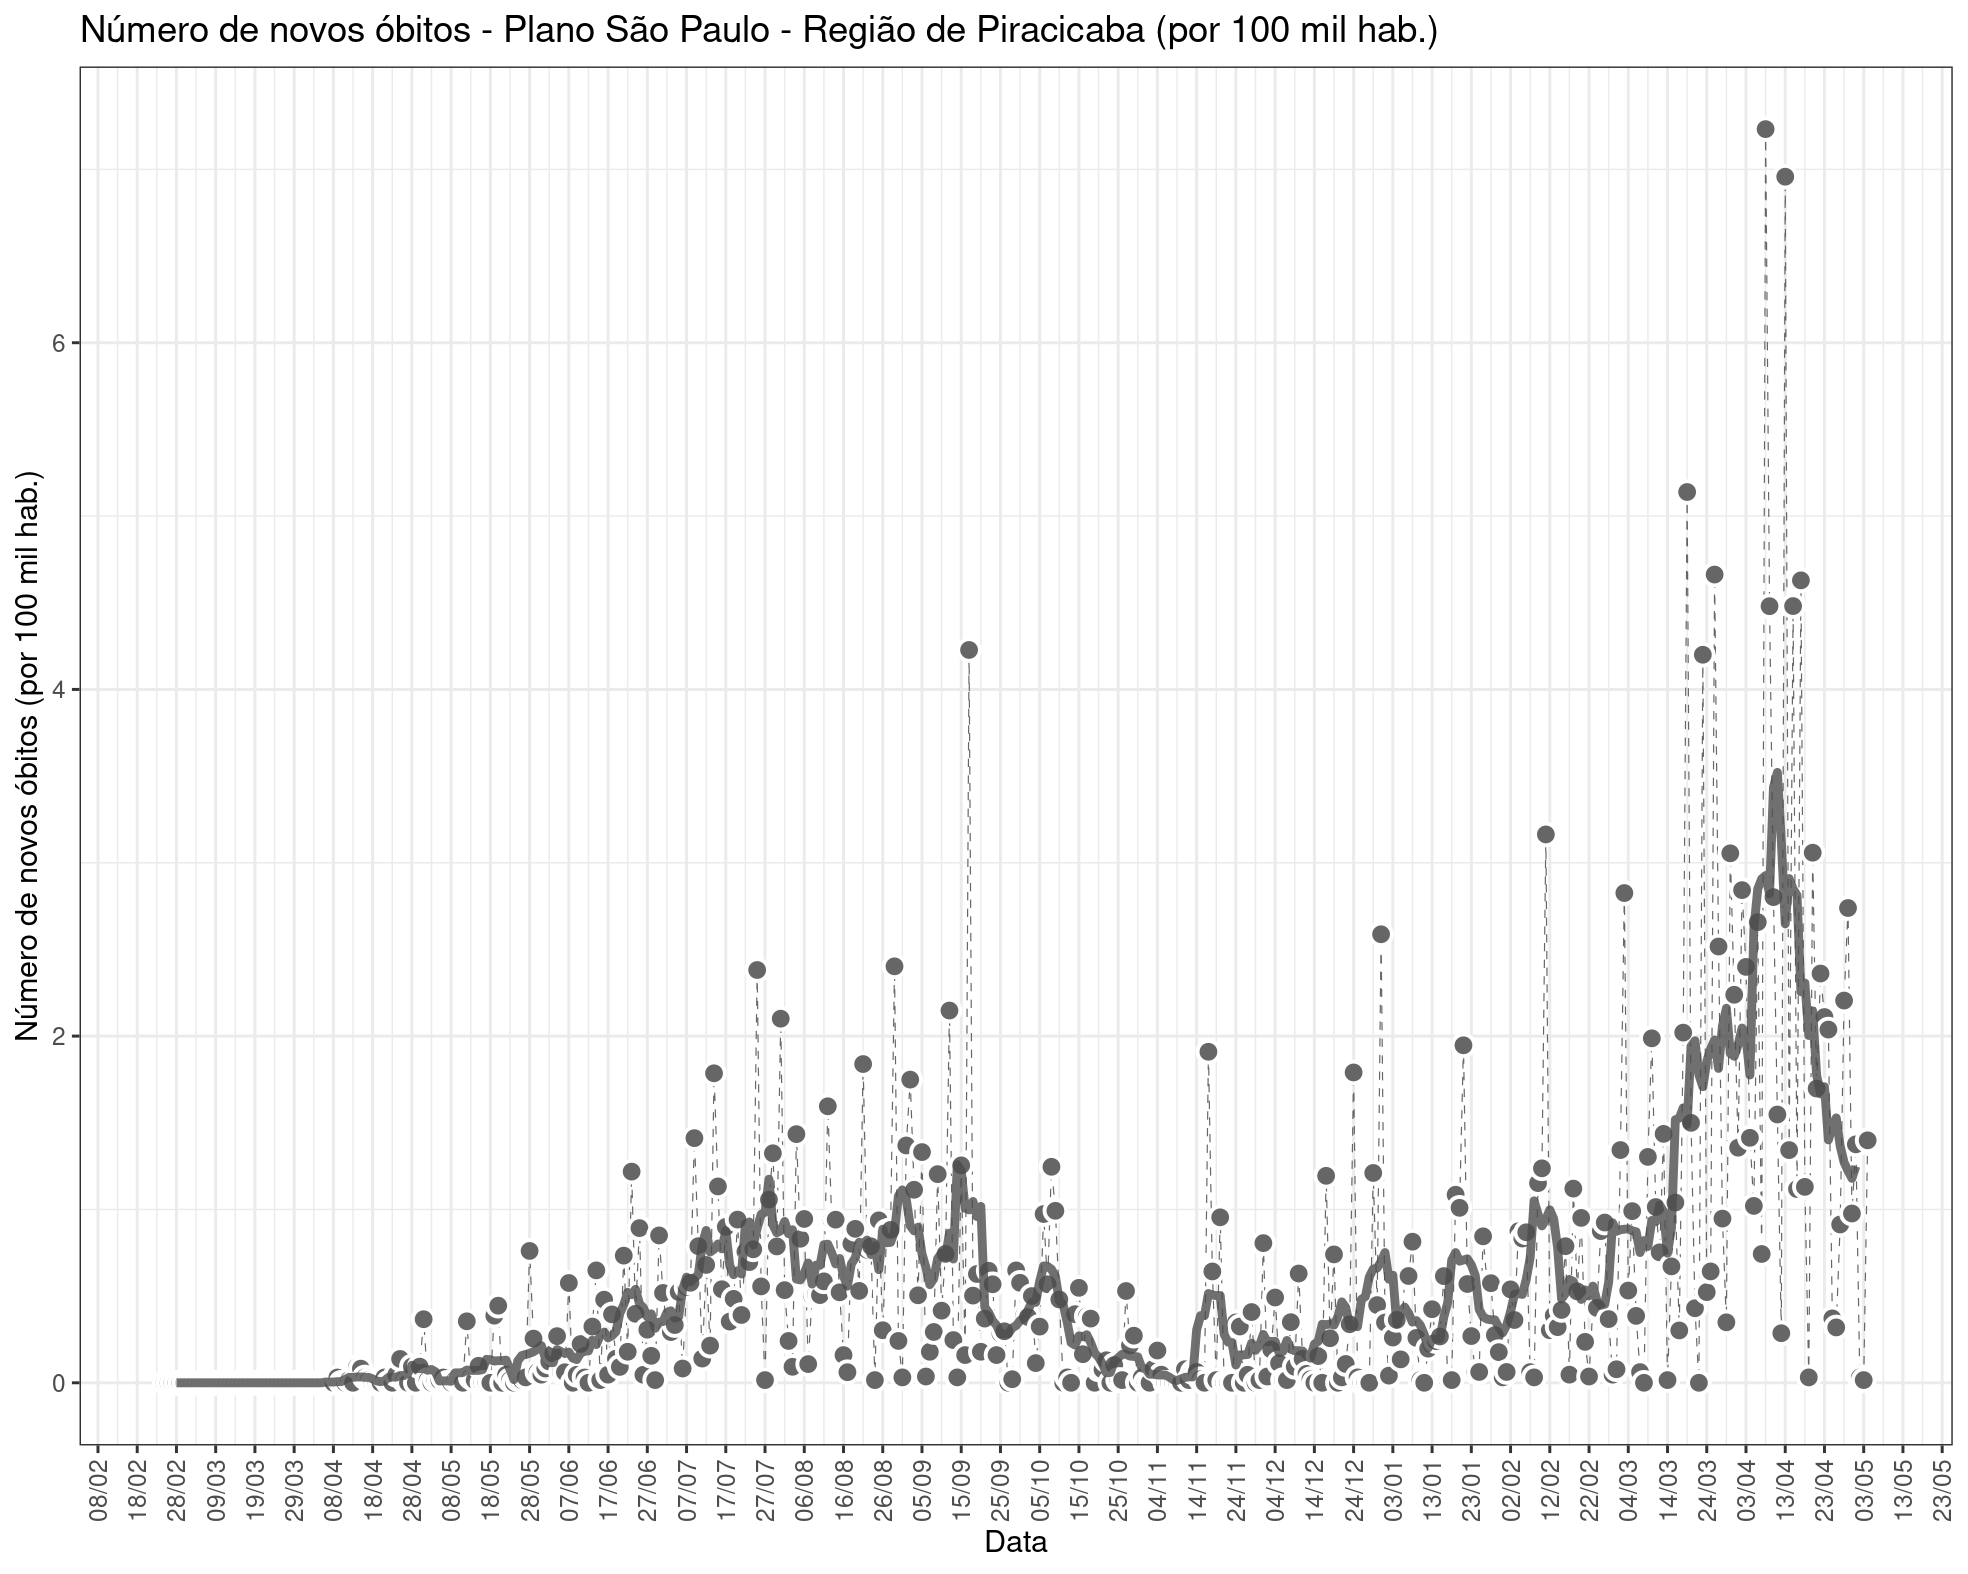 Número de novos óbitos - Plano São Paulo - Região de Piracicaba (por 100 mil hab.)
Número de novos óbitos (por 100 mil hab.)
6
4
2
0
08/02 18/02 28/02 09/03 19/03 29/03 08/04 18/04 28/04 08/05 18/05 28/05 07/06 17/06 27/06 07/07 17/07 27/07 06/08 16/08 26/08 05/09 15/09 25/09 05/10 15/10 25/10 04/11 14/11 24/11 04/12 14/12 24/12 03/01 13/01 23/01 02/02 12/02 22/02 04/03 14/03 24/03 03/04 13/04 23/04 03/05 13/05 23/05
Data